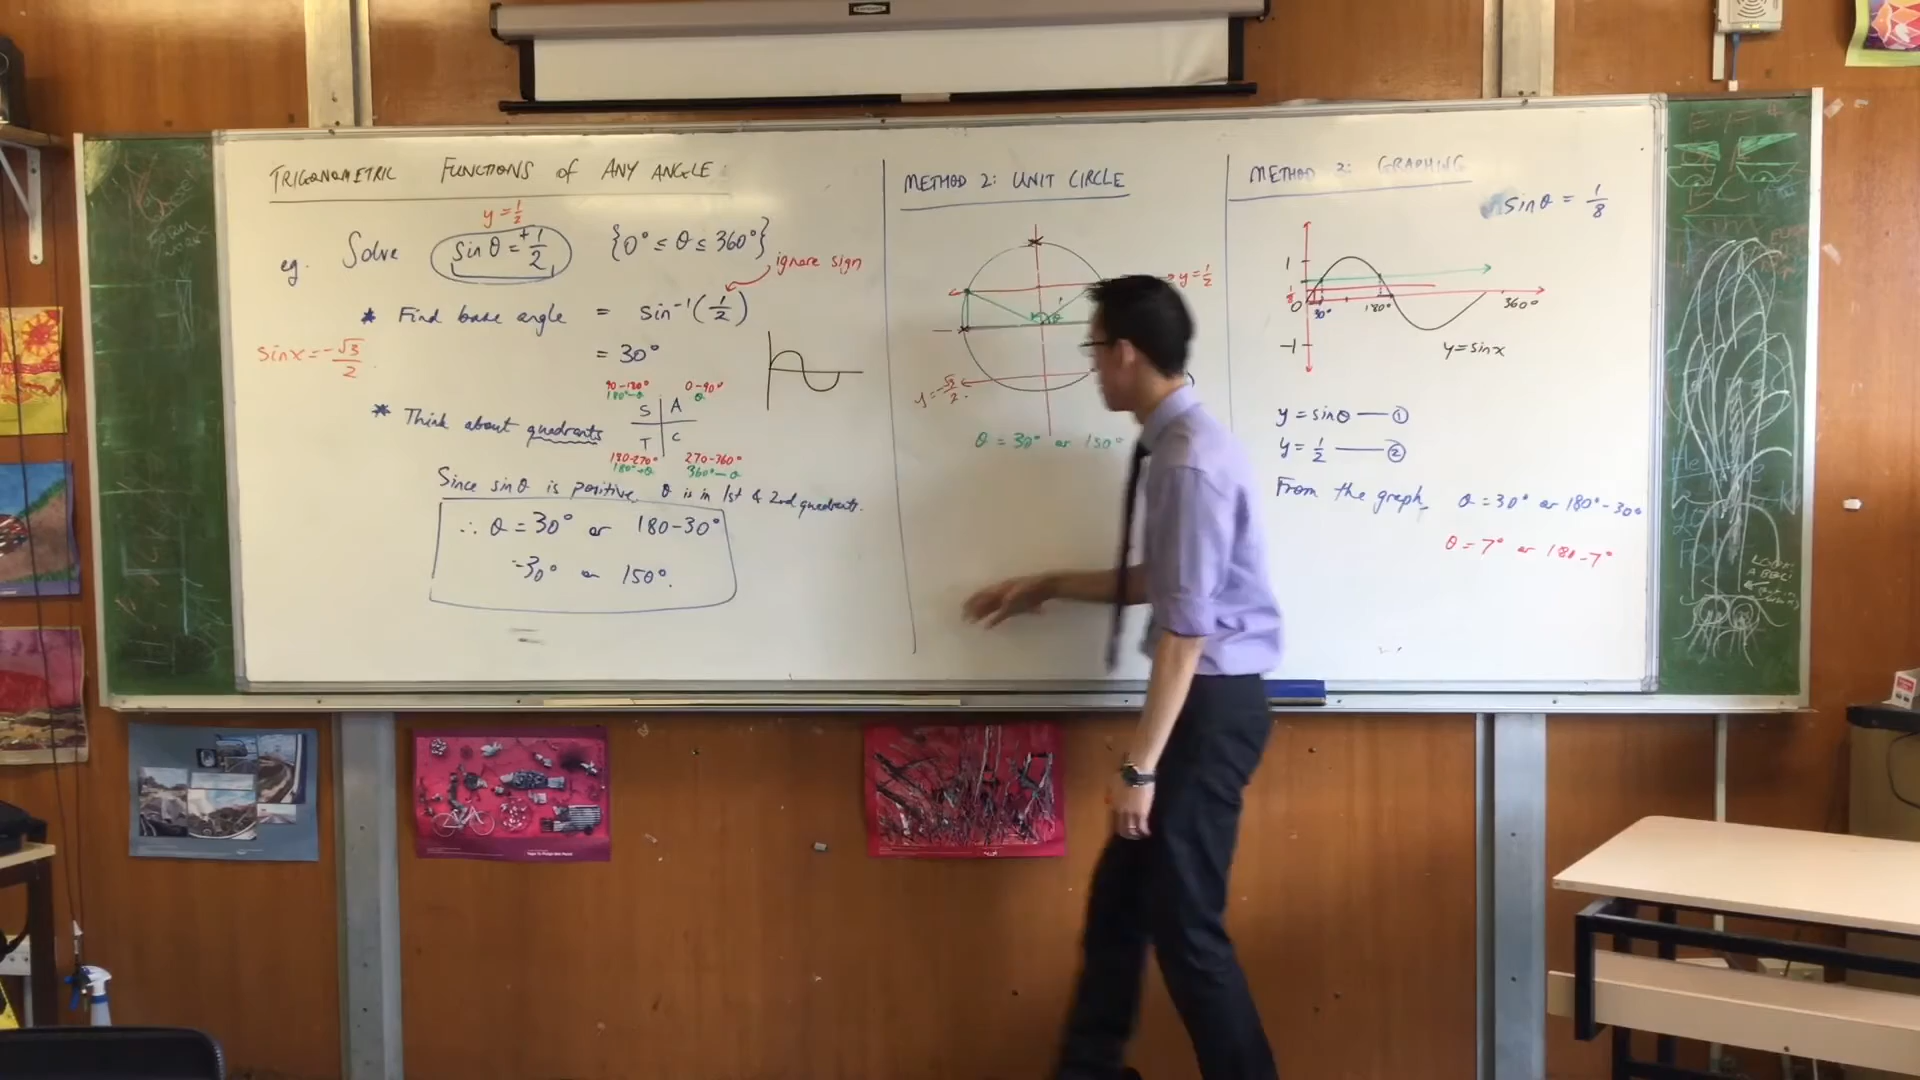 TRIGONOMETRIC FUNCTIONS of ANY ANGLE:
y = 1/2
eg. Solve sin θ = +1/2 {0° ≤ θ ≤ 360°}
ignore sign
* Find base angle = sin⁻¹(1/2)
= 30°
sin x = -√3/2
* Think about quadrants
90-180° 0-90°
180°-θ θ
S A
T C
180-270° 270-360°
180°+θ 360°-θ
Since sin θ is positive, θ is in 1st & 2nd quadrants.
∴ θ = 30° or 180-30°
=30° or 150°.
METHOD 2: UNIT CIRCLE
y = 1/2
θ
y = -√3/2
θ = 30° or 150°
METHOD 3: GRAPHING
sin θ = 1/8
1
1/8
0 30° 180° 360°
-1
y = sin x
y = sin θ — ①
y = 1/2 — ②
From the graph, θ = 30° or 180°-30°
θ = 7° or 180-7°